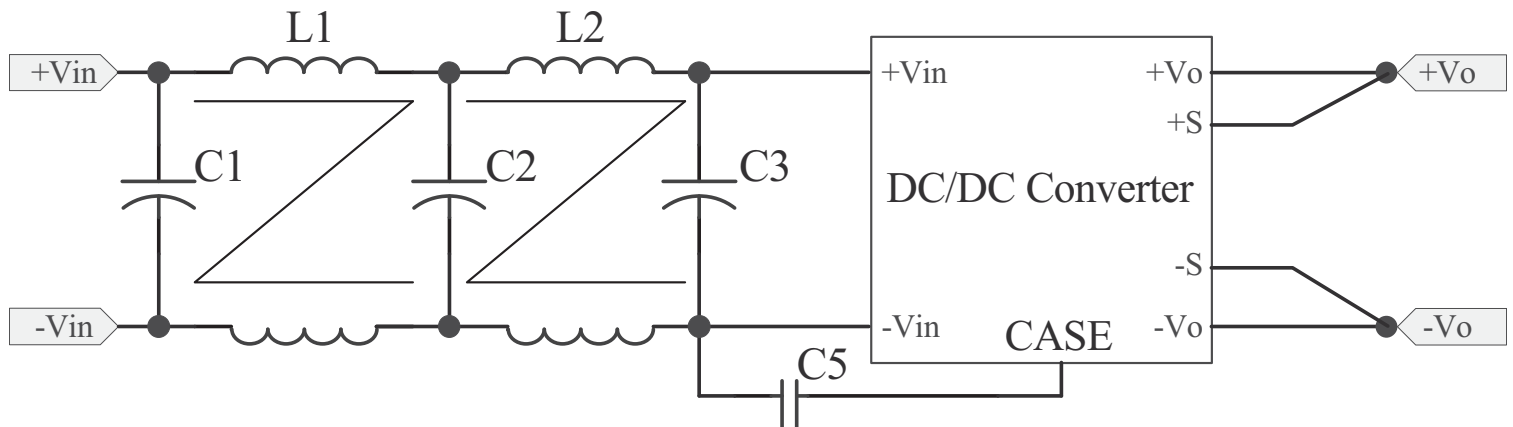 L1
L2
+Vin
+Vin
+Vo
+Vo
+S
C1
C2
C3
DC/DC Converter
-S
-Vin
-Vin
CASE
-Vo
-Vo
C5